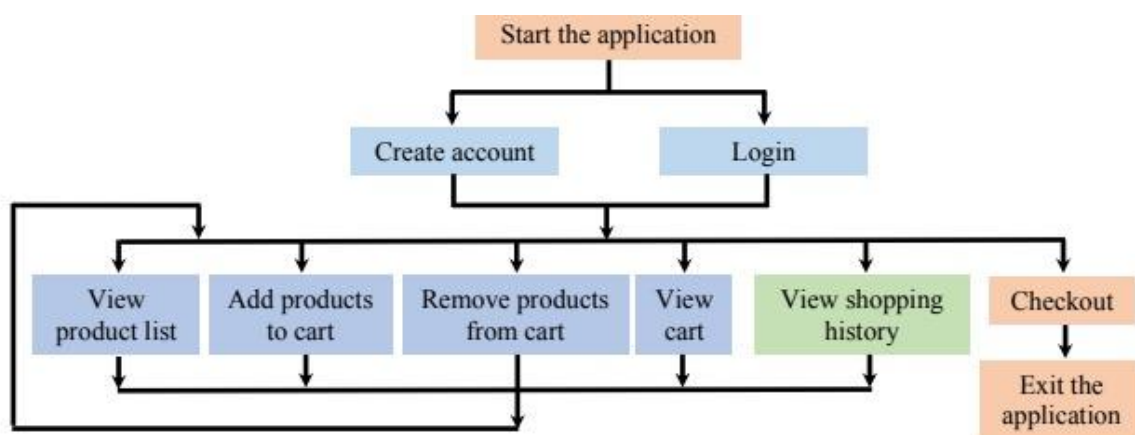 Start the application
Create account
Login
View
product list
Add products
to cart
Remove products
from cart
View
cart
View shopping
history
Checkout
Exit the
application